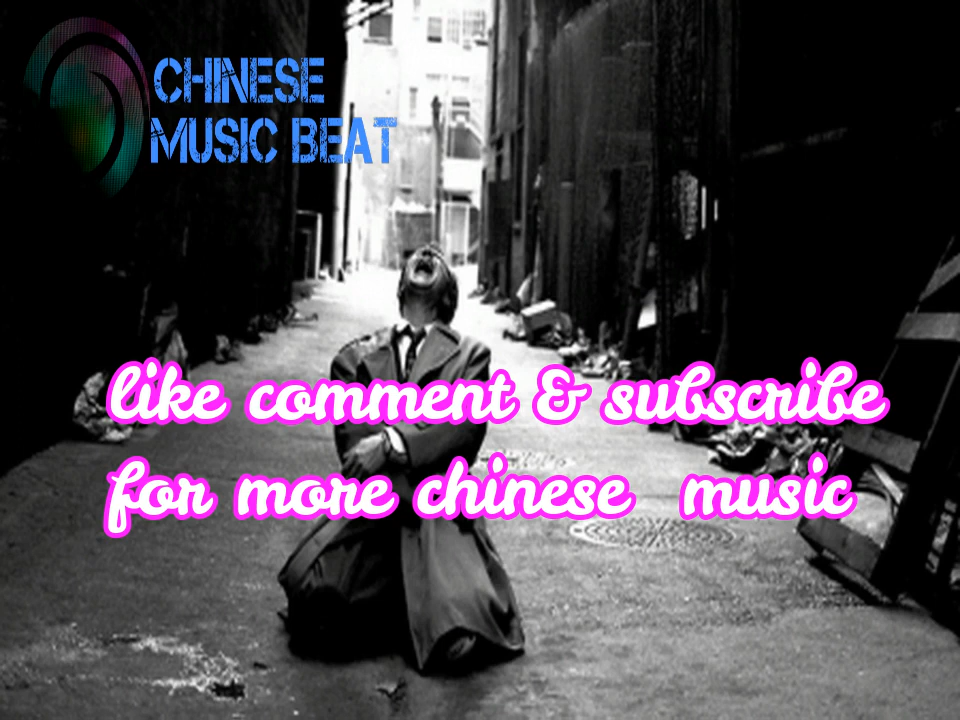 CHINESE
MUSIC BEAT
like comment & subscribe
for more chinese music